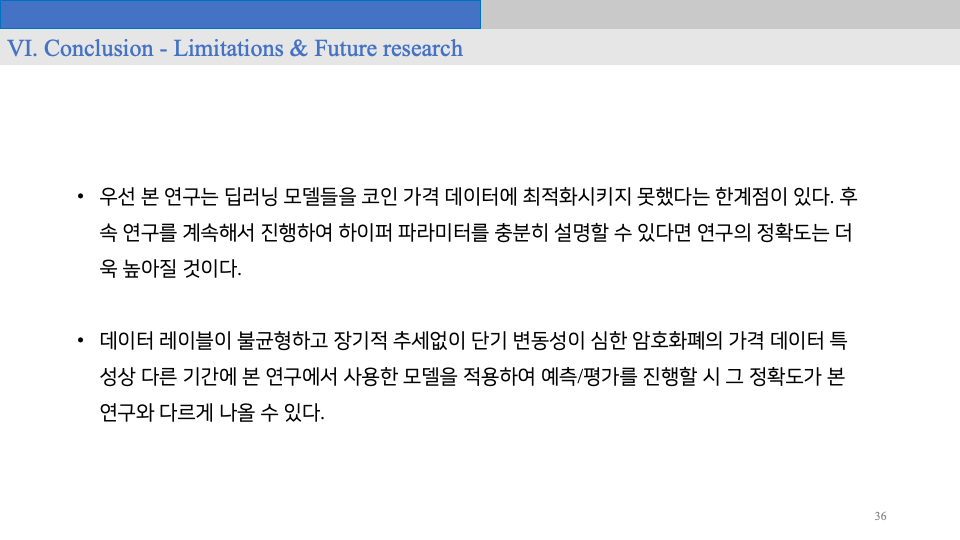 VI. Conclusion - Limitations & Future research
• 우선 본 연구는 딥러닝 모델들을 코인 가격 데이터에 최적화시키지 못했다는 한계점이 있다. 후
속 연구를 계속해서 진행하여 하이퍼 파라미터를 충분히 설명할 수 있다면 연구의 정확도는 더
욱 높아질 것이다.
• 데이터 레이블이 불균형하고 장기적 추세없이 단기 변동성이 심한 암호화폐의 가격 데이터 특
성상 다른 기간에 본 연구에서 사용한 모델을 적용하여 예측/평가를 진행할 시 그 정확도가 본
연구와 다르게 나올 수 있다.
36